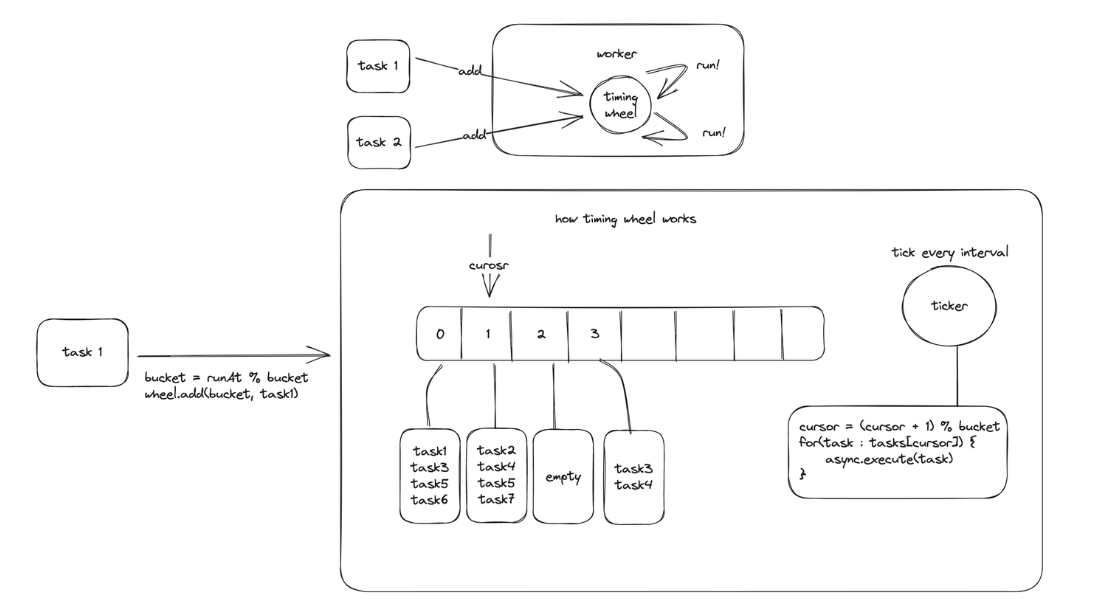 task 1
add
worker
timing
wheel
run!
run!
task 2
add
how timing wheel works
curosr
tick every interval
ticker
0
1
2
3
task 1
bucket = runAt % bucket
wheel.add(bucket, task1)
task1
task3
task5
task6
task2
task4
task5
task7
empty
task3
task4
cursor = (cursor + 1) % bucket
for(task : tasks[cursor]) {
async.execute(task)
}